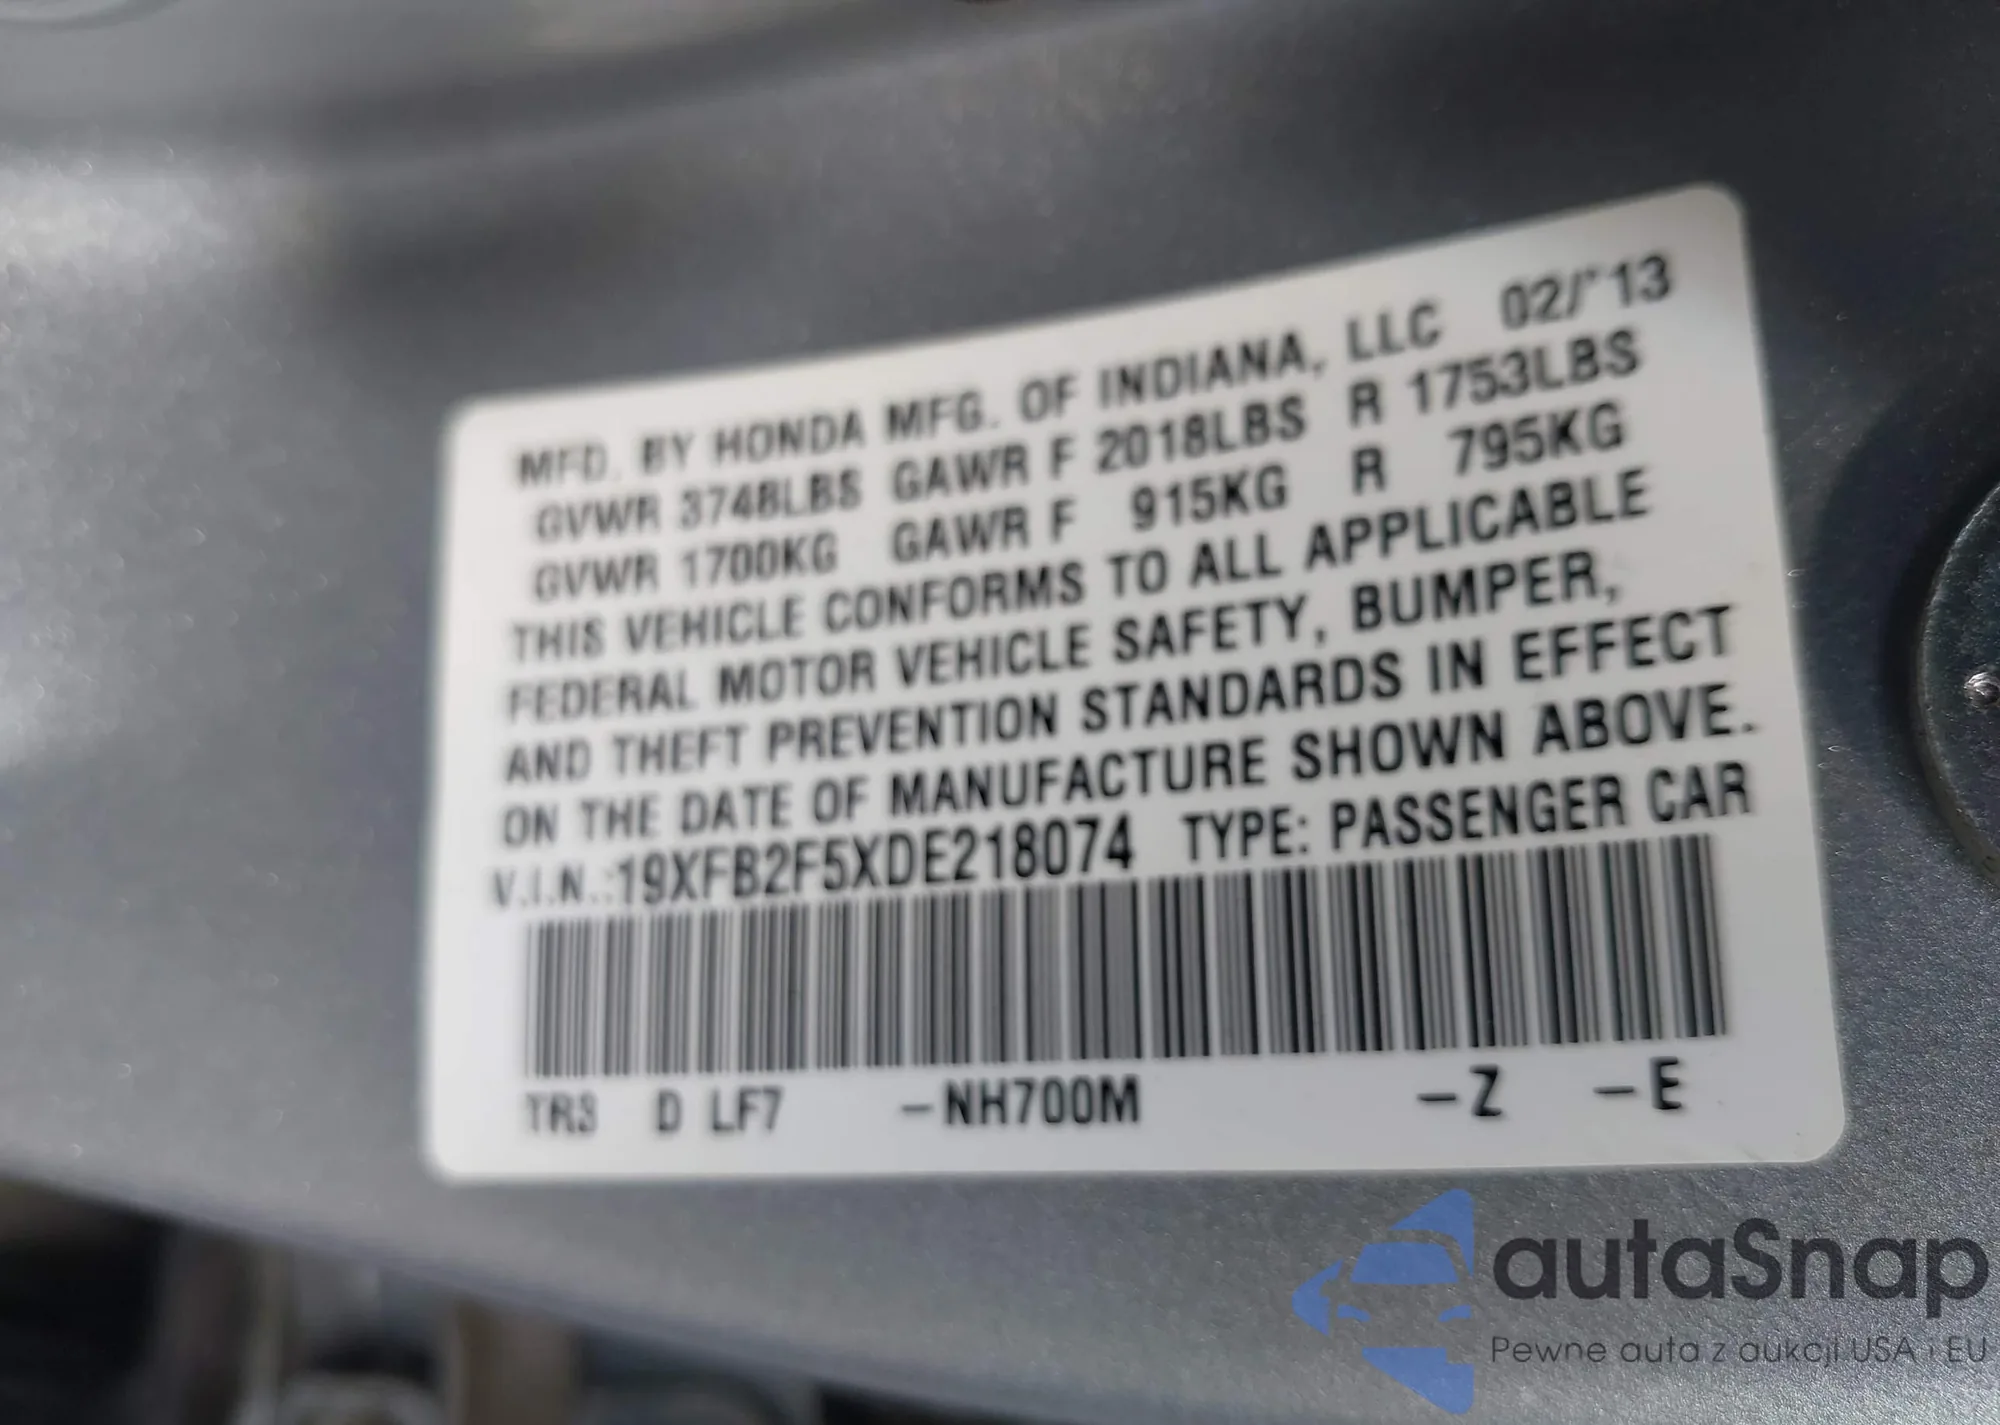 MFD. BY HONDA MFG. OF INDIANA, LLC 02/'13
GVWR 3748LBS GAWR F 2018LBS R 1753LBS
GVWR 1700KG GAWR F 915KG R 795KG
THIS VEHICLE CONFORMS TO ALL APPLICABLE
FEDERAL MOTOR VEHICLE SAFETY, BUMPER,
AND THEFT PREVENTION STANDARDS IN EFFECT
ON THE DATE OF MANUFACTURE SHOWN ABOVE.
V.I.N.:19XFB2F5XDE218074 TYPE: PASSENGER CAR
TR3 D LF7 –NH700M –Z –E
autaSnap
Pewne auta z aukcji USA i EU